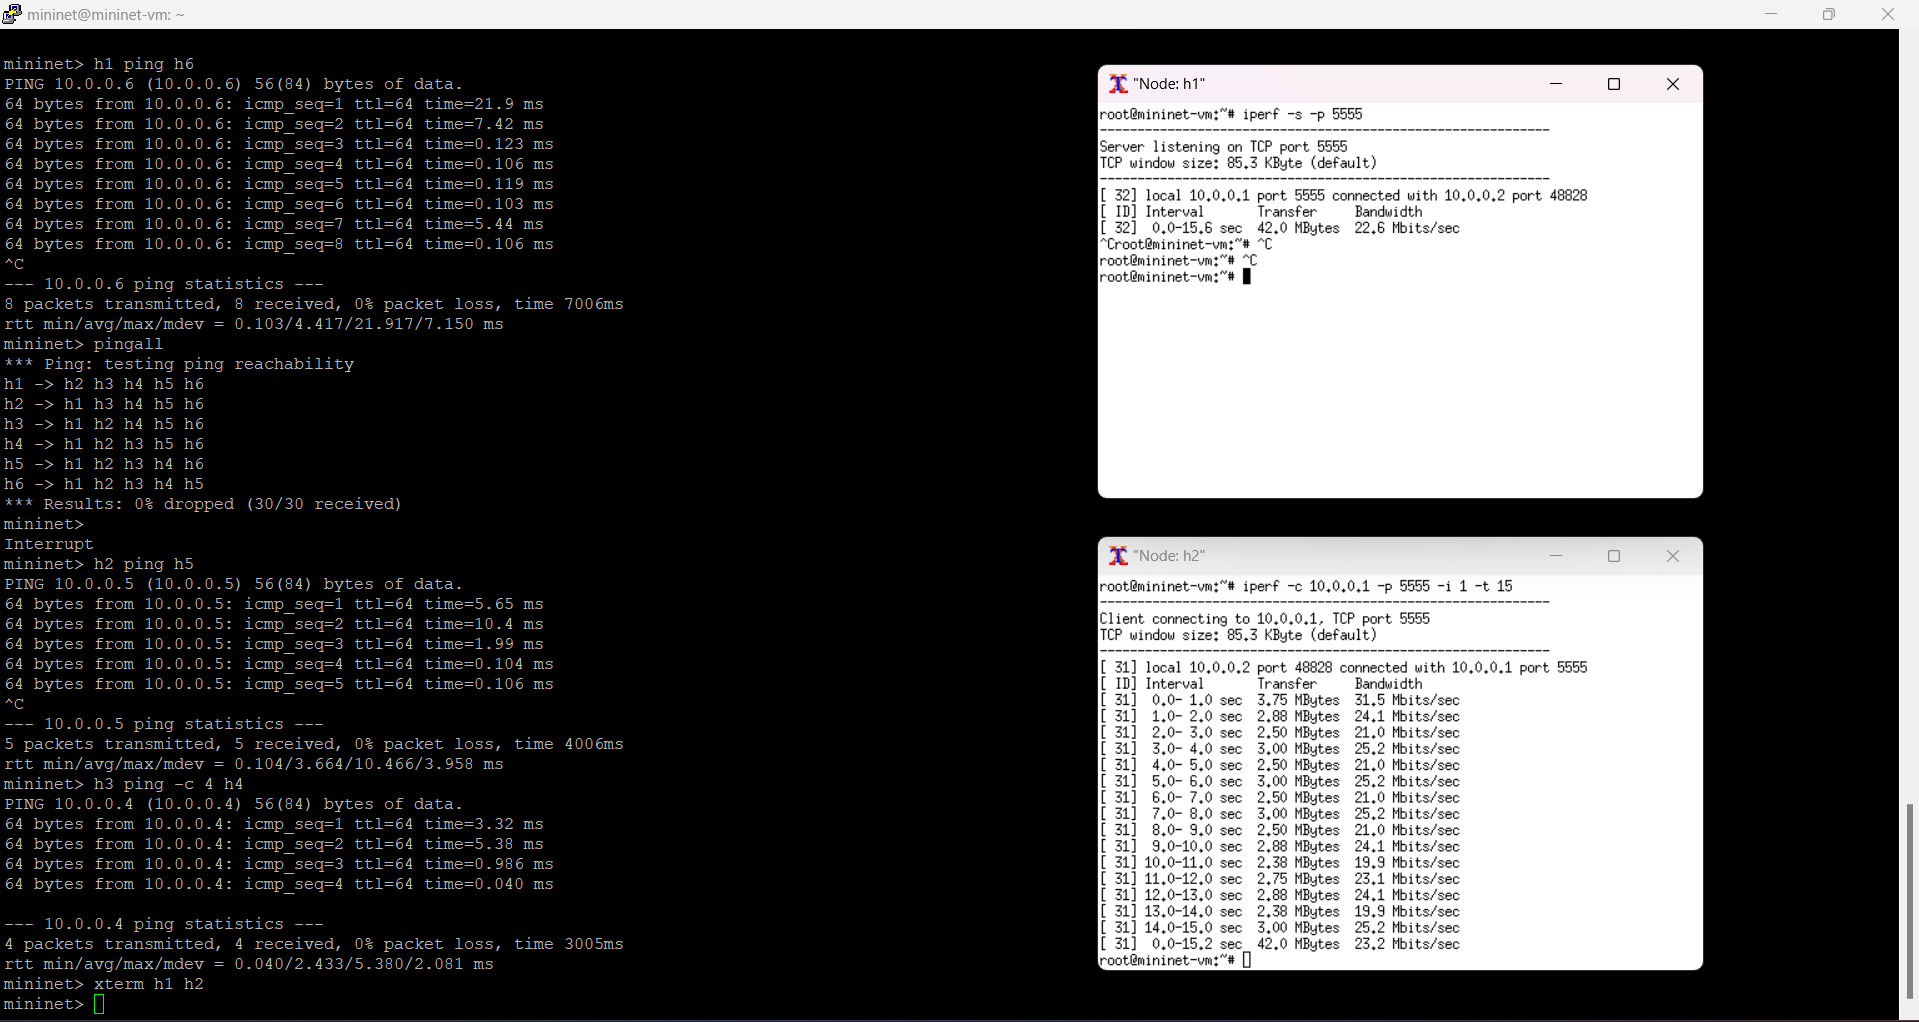 mininet@mininet-vm: ~
mininet> h1 ping h6
PING 10.0.0.6 (10.0.0.6) 56(84) bytes of data.
64 bytes from 10.0.0.6: icmp_seq=1 ttl=64 time=21.9 ms
64 bytes from 10.0.0.6: icmp_seq=2 ttl=64 time=7.42 ms
64 bytes from 10.0.0.6: icmp_seq=3 ttl=64 time=0.123 ms
64 bytes from 10.0.0.6: icmp_seq=4 ttl=64 time=0.106 ms
64 bytes from 10.0.0.6: icmp_seq=5 ttl=64 time=0.119 ms
64 bytes from 10.0.0.6: icmp_seq=6 ttl=64 time=0.103 ms
64 bytes from 10.0.0.6: icmp_seq=7 ttl=64 time=5.44 ms
64 bytes from 10.0.0.6: icmp_seq=8 ttl=64 time=0.106 ms
^C
--- 10.0.0.6 ping statistics ---
8 packets transmitted, 8 received, 0% packet loss, time 7006ms
rtt min/avg/max/mdev = 0.103/4.417/21.917/7.150 ms
mininet> pingall
*** Ping: testing ping reachability
h1 -> h2 h3 h4 h5 h6
h2 -> h1 h3 h4 h5 h6
h3 -> h1 h2 h4 h5 h6
h4 -> h1 h2 h3 h5 h6
h5 -> h1 h2 h3 h4 h6
h6 -> h1 h2 h3 h4 h5
*** Results: 0% dropped (30/30 received)
mininet>
Interrupt
mininet> h2 ping h5
PING 10.0.0.5 (10.0.0.5) 56(84) bytes of data.
64 bytes from 10.0.0.5: icmp_seq=1 ttl=64 time=5.65 ms
64 bytes from 10.0.0.5: icmp_seq=2 ttl=64 time=10.4 ms
64 bytes from 10.0.0.5: icmp_seq=3 ttl=64 time=1.99 ms
64 bytes from 10.0.0.5: icmp_seq=4 ttl=64 time=0.104 ms
64 bytes from 10.0.0.5: icmp_seq=5 ttl=64 time=0.106 ms
^C
--- 10.0.0.5 ping statistics ---
5 packets transmitted, 5 received, 0% packet loss, time 4006ms
rtt min/avg/max/mdev = 0.104/3.664/10.466/3.958 ms
mininet> h3 ping -c 4 h4
PING 10.0.0.4 (10.0.0.4) 56(84) bytes of data.
64 bytes from 10.0.0.4: icmp_seq=1 ttl=64 time=3.32 ms
64 bytes from 10.0.0.4: icmp_seq=2 ttl=64 time=5.38 ms
64 bytes from 10.0.0.4: icmp_seq=3 ttl=64 time=0.986 ms
64 bytes from 10.0.0.4: icmp_seq=4 ttl=64 time=0.040 ms
--- 10.0.0.4 ping statistics ---
4 packets transmitted, 4 received, 0% packet loss, time 3005ms
rtt min/avg/max/mdev = 0.040/2.433/5.380/2.081 ms
mininet> xterm h1 h2
mininet>
"Node: h1"
root@mininet-vm:~# iperf -s -p 5555
------------------------------------------------------------
Server listening on TCP port 5555
TCP window size: 85.3 KByte (default)
------------------------------------------------------------
[ 32] local 10.0.0.1 port 5555 connected with 10.0.0.2 port 48828
[ ID] Interval       Transfer     Bandwidth
[ 32]  0.0-15.6 sec  42.0 MBytes  22.6 Mbits/sec
^Croot@mininet-vm:~# ^C
root@mininet-vm:~# ^C
root@mininet-vm:~#
"Node: h2"
root@mininet-vm:~# iperf -c 10.0.0.1 -p 5555 -i 1 -t 15
------------------------------------------------------------
Client connecting to 10.0.0.1, TCP port 5555
TCP window size: 85.3 KByte (default)
------------------------------------------------------------
[ 31] local 10.0.0.2 port 48828 connected with 10.0.0.1 port 5555
[ ID] Interval       Transfer     Bandwidth
[ 31]  0.0- 1.0 sec  3.75 MBytes  31.5 Mbits/sec
[ 31]  1.0- 2.0 sec  2.88 MBytes  24.1 Mbits/sec
[ 31]  2.0- 3.0 sec  2.50 MBytes  21.0 Mbits/sec
[ 31]  3.0- 4.0 sec  3.00 MBytes  25.2 Mbits/sec
[ 31]  4.0- 5.0 sec  2.50 MBytes  21.0 Mbits/sec
[ 31]  5.0- 6.0 sec  3.00 MBytes  25.2 Mbits/sec
[ 31]  6.0- 7.0 sec  2.50 MBytes  21.0 Mbits/sec
[ 31]  7.0- 8.0 sec  3.00 MBytes  25.2 Mbits/sec
[ 31]  8.0- 9.0 sec  2.50 MBytes  21.0 Mbits/sec
[ 31]  9.0-10.0 sec  2.88 MBytes  24.1 Mbits/sec
[ 31] 10.0-11.0 sec  2.38 MBytes  19.9 Mbits/sec
[ 31] 11.0-12.0 sec  2.75 MBytes  23.1 Mbits/sec
[ 31] 12.0-13.0 sec  2.88 MBytes  24.1 Mbits/sec
[ 31] 13.0-14.0 sec  2.38 MBytes  19.9 Mbits/sec
[ 31] 14.0-15.0 sec  3.00 MBytes  25.2 Mbits/sec
[ 31]  0.0-15.2 sec  42.0 MBytes  23.2 Mbits/sec
root@mininet-vm:~#